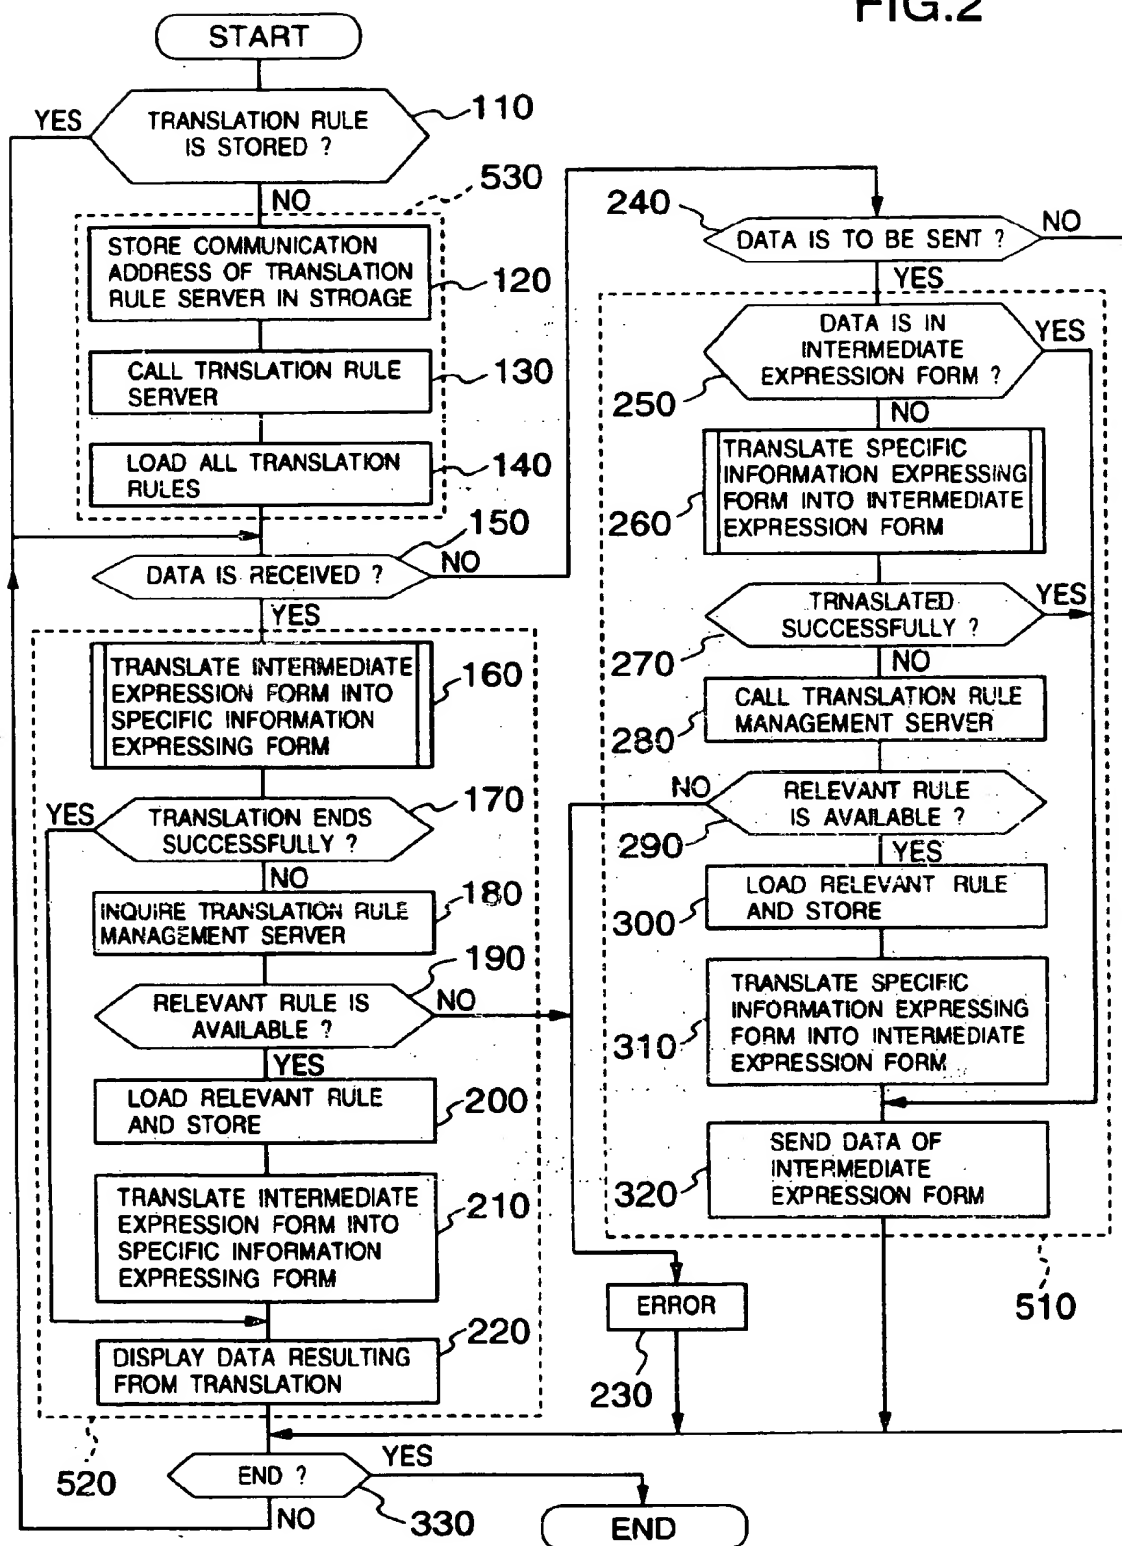 FIG.2
START
YES
TRANSLATION RULE
IS STORED ?
110
NO
530
STORE COMMUNICATION
ADDRESS OF TRANSLATION
RULE SERVER IN STROAGE
120
CALL TRNSLATION RULE
SERVER
130
LOAD ALL TRANSLATION
RULES
140
150
DATA IS RECEIVED ?
NO
YES
TRANSLATE INTERMEDIATE
EXPRESSION FORM INTO
SPECIFIC INFORMATION
EXPRESSING FORM
160
YES
TRANSLATION ENDS
SUCCESSFULLY ?
170
NO
180
INQUIRE TRANSLATION RULE
MANAGEMENT SERVER
190
RELEVANT RULE IS
AVAILABLE ?
NO
YES
LOAD RELEVANT RULE
AND STORE
200
TRANSLATE INTERMEDIATE
EXPRESSION FORM INTO
SPECIFIC INFORMATION
EXPRESSING FORM
210
220
DISPLAY DATA RESULTING
FROM TRANSLATION
520
END ?
YES
NO
330
END
240
DATA IS TO BE SENT ?
NO
YES
DATA IS IN
INTERMEDIATE
EXPRESSION FORM ?
YES
250
NO
TRANSLATE SPECIFIC
INFORMATION EXPRESSING
FORM INTO INTERMEDIATE
EXPRESSION FORM
260
TRNASLATED
SUCCESSFULLY ?
YES
270
NO
CALL TRANSLATION RULE
MANAGEMENT SERVER
280
NO
RELEVANT RULE
IS AVAILABLE ?
290
YES
LOAD RELEVANT RULE
AND STORE
300
TRANSLATE SPECIFIC
INFORMATION EXPRESSING
FORM INTO INTERMEDIATE
EXPRESSION FORM
310
SEND DATA OF
INTERMEDIATE
EXPRESSION FORM
320
510
ERROR
230